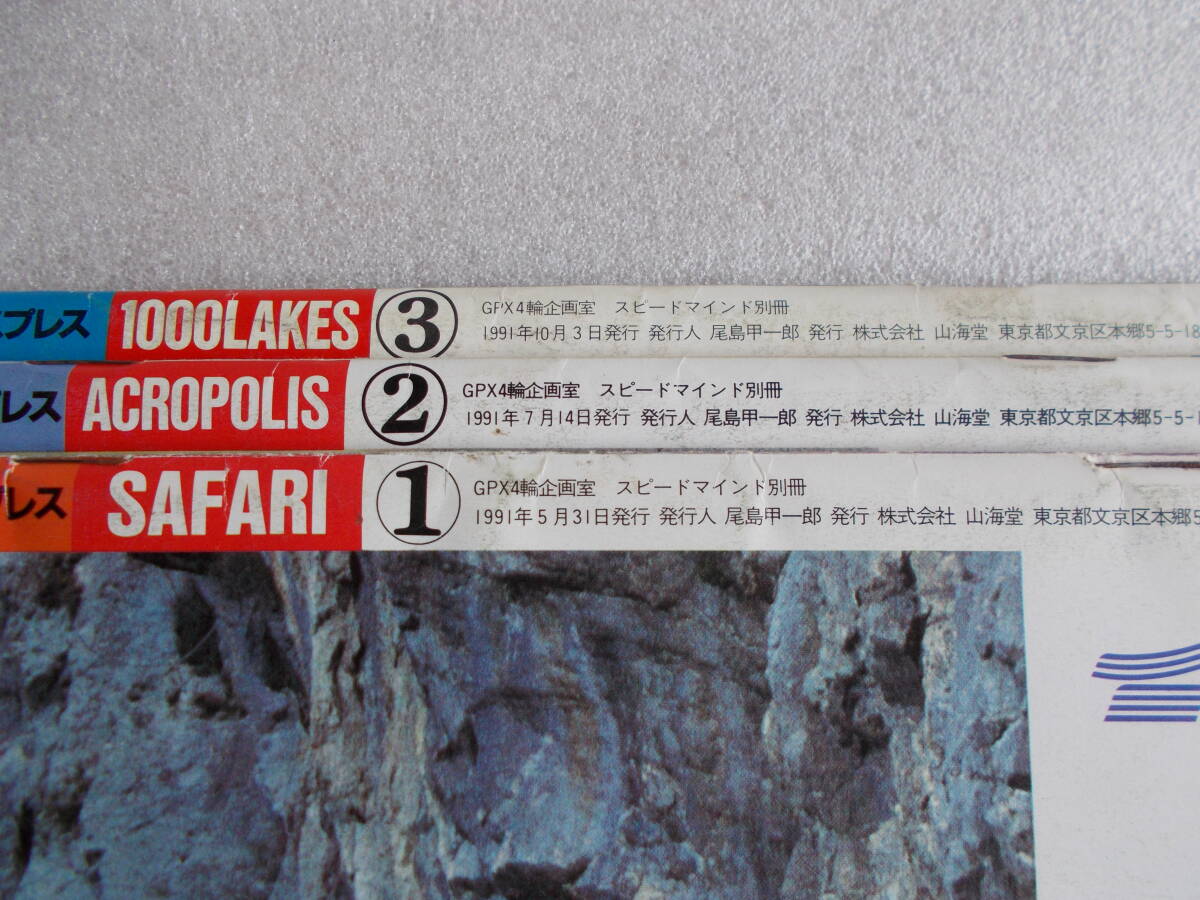 スプレス 1000LAKES ③ GPX4輪企画室 スピードマインド別冊
1991年10月3日発行 発行人 尾島甲一郎 発行 株式会社 山海堂 東京都文京区本郷5-5-18
プレス ACROPOLIS ② GPX4輪企画室 スピードマインド別冊
1991年7月14日発行 発行人 尾島甲一郎 発行 株式会社 山海堂 東京都文京区本郷5-5-1
プレス SAFARI ① GPX4輪企画室 スピードマインド別冊
1991年5月31日発行 発行人 尾島甲一郎 発行 株式会社 山海堂 東京都文京区本郷5